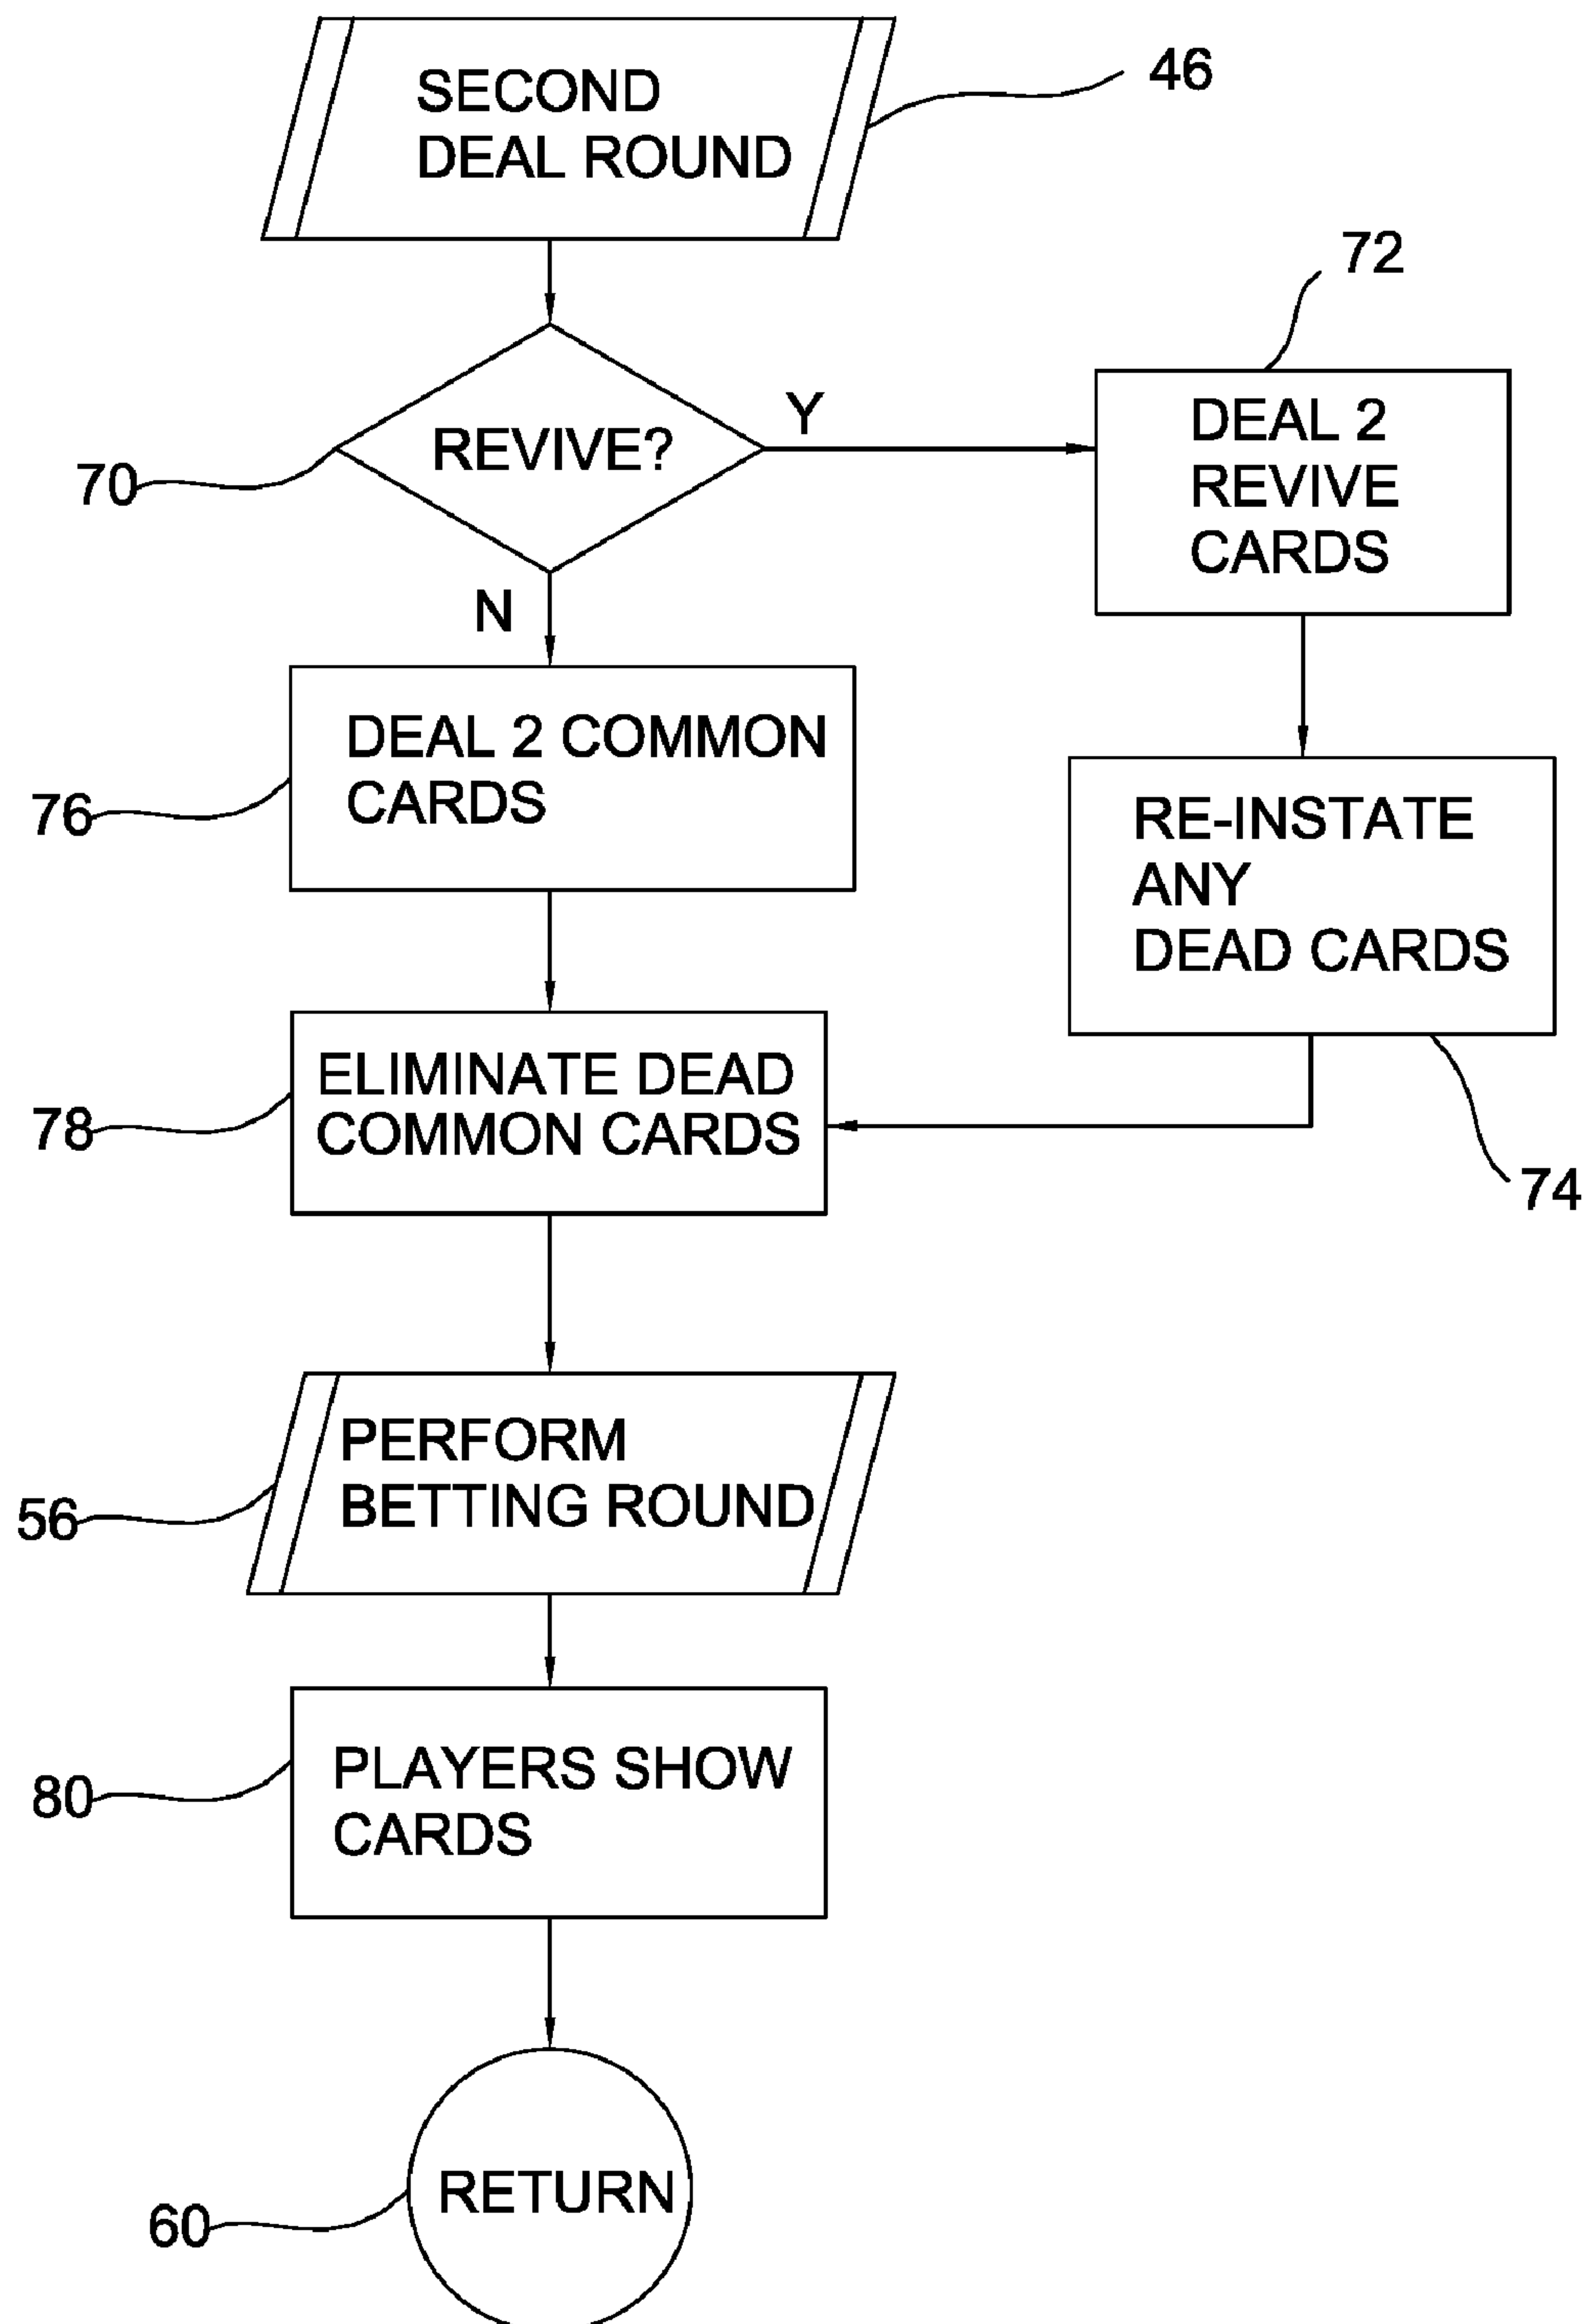 SECOND
DEAL ROUND
46
72
REVIVE?
Y
70
DEAL 2
REVIVE
CARDS
N
DEAL 2 COMMON
CARDS
76
RE-INSTATE
ANY
DEAD CARDS
ELIMINATE DEAD
COMMON CARDS
78
74
PERFORM
BETTING ROUND
56
PLAYERS SHOW
CARDS
80
RETURN
60